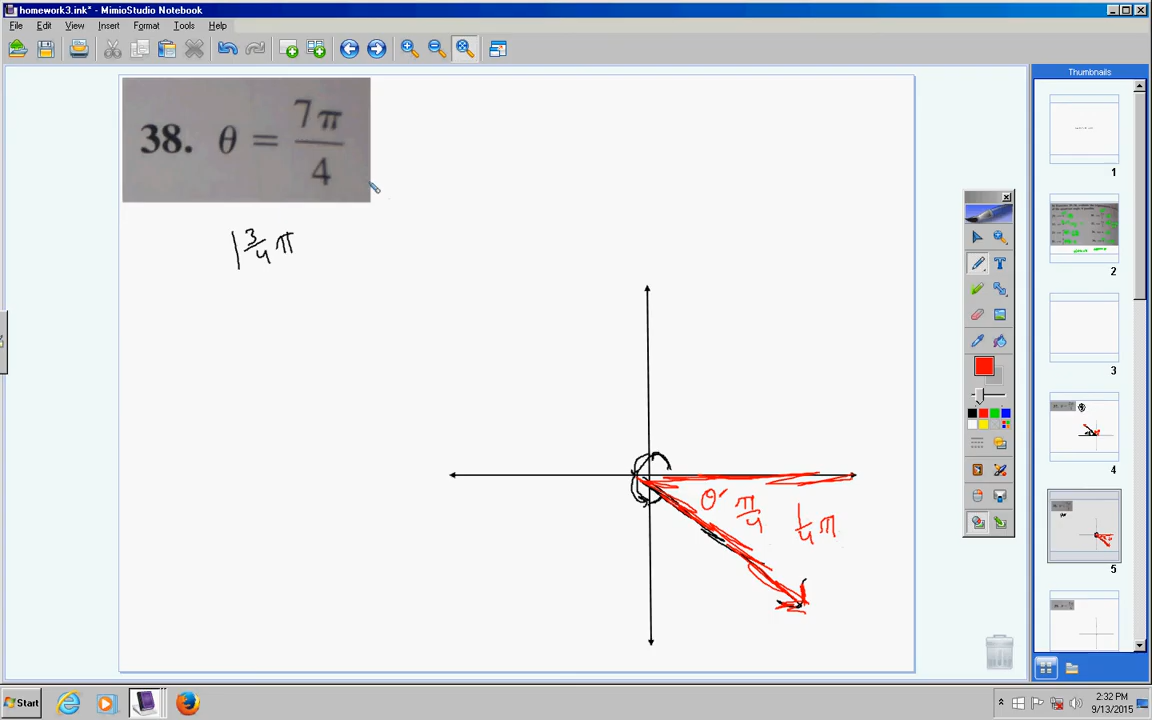 homework3.ink* - MimioStudio Notebook
File Edit View Insert Format Tools Help
Thumbnails
38. θ = 7π/4
1 3/4 π
θ' π/4 1/4 π
1
2
3
4
5
Start
2:32 PM
9/13/2015